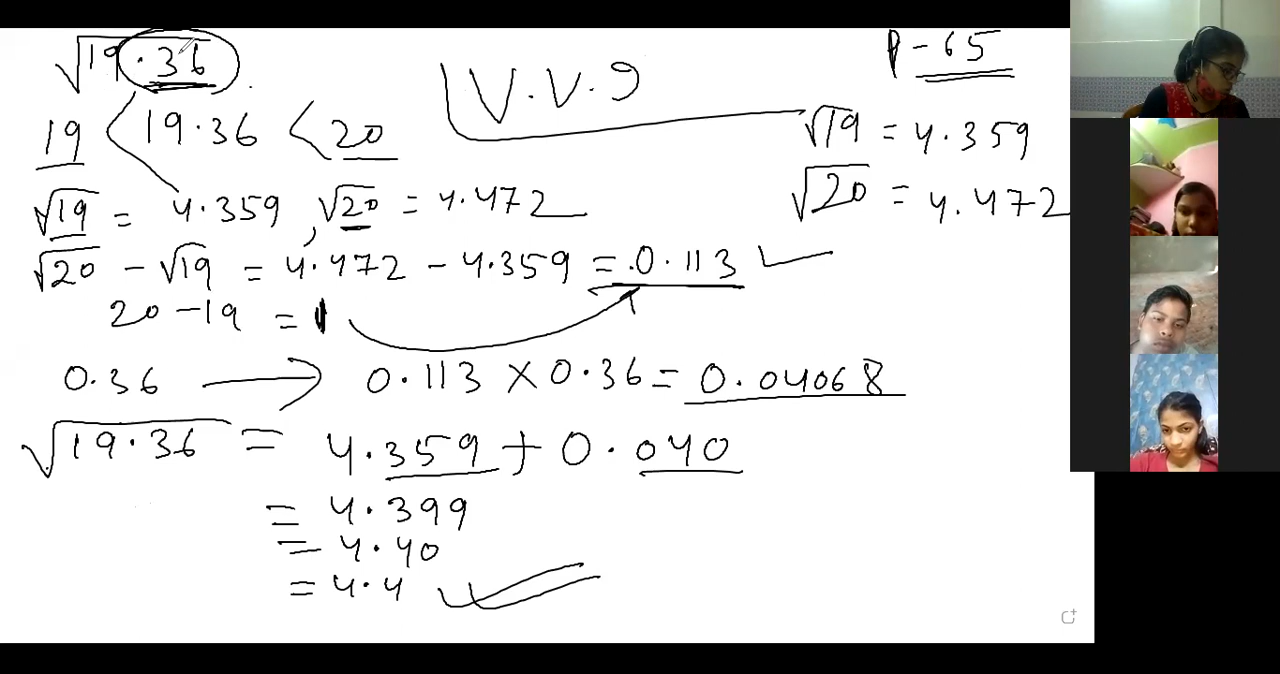 √19.36
V.V.9
P-65
19 < 19.36 < 20
√19 = 4.359
√20 = 4.472
√19 = 4.359, √20 = 4.472
√20 - √19 = 4.472 - 4.359 = 0.113
20 - 19 = 1
0.36 → 0.113 × 0.36 = 0.04068
√19.36 = 4.359 + 0.040
= 4.399
= 4.40
= 4.4